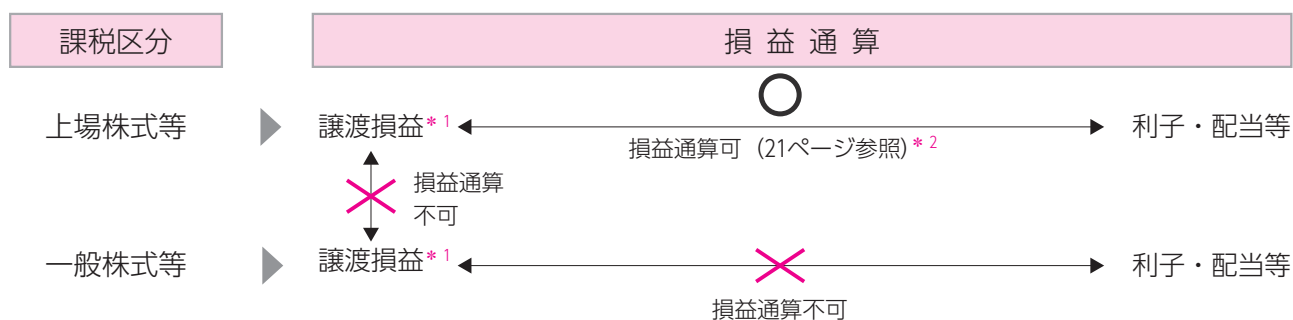 課税区分
損益通算
上場株式等
譲渡損益*1
損益通算可（21ページ参照）*2
利子・配当等
損益通算
不可
一般株式等
譲渡損益*1
利子・配当等
損益通算不可